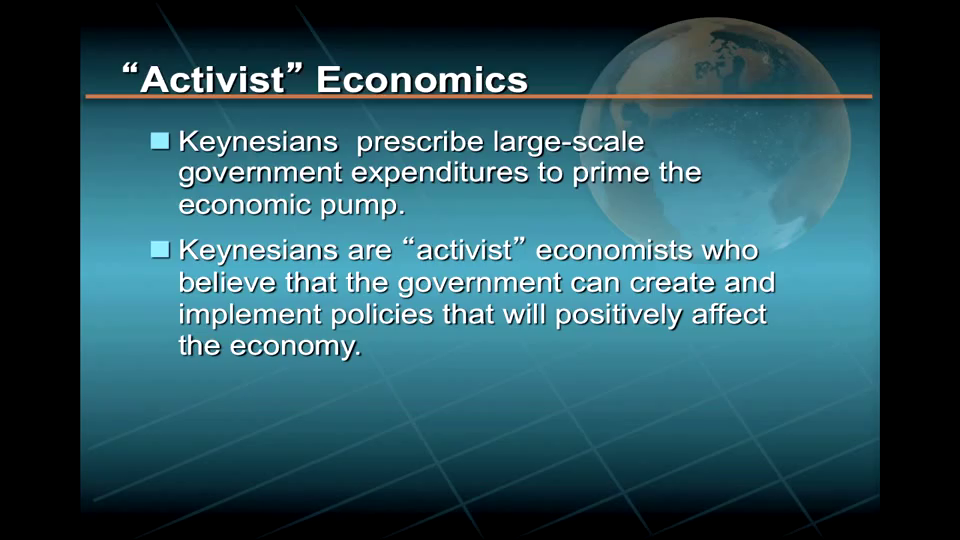 “Activist” Economics
Keynesians  prescribe large-scale
government expenditures to prime the
economic pump.
Keynesians are “activist” economists who
believe that the government can create and
implement policies that will positively affect
the economy.